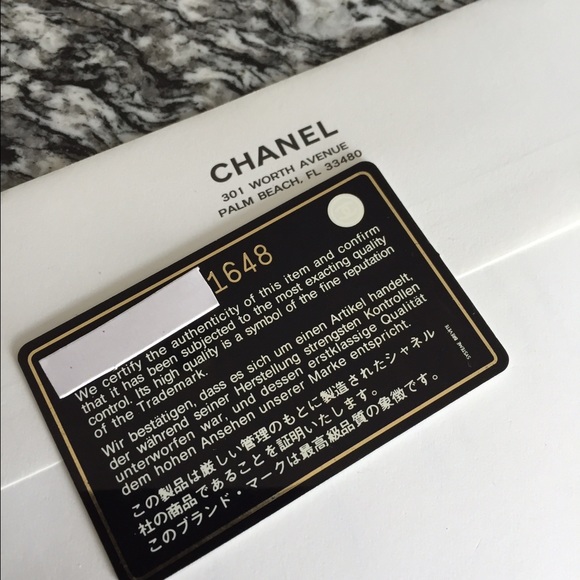 CHANEL
301 WORTH AVENUE
PALM BEACH, FL 33480
1648
We certify the authenticity of this item and confirm
that it has been subjected to the most exacting quality
control. Its high quality is a symbol of the fine reputation
of the Trademark.
Wir bestätigen, dass es sich um einen Artikel handelt,
der während seiner Herstellung strengsten Kontrollen
unterworfen war, und dessen erstklassige Qualität
dem hohen Ansehen unserer Marke entspricht.
この製品は厳しい管理のもとに製造されたシャネル
社の商品であることを証明いたします。
このブランド・マークは最高級品質の象徴です。